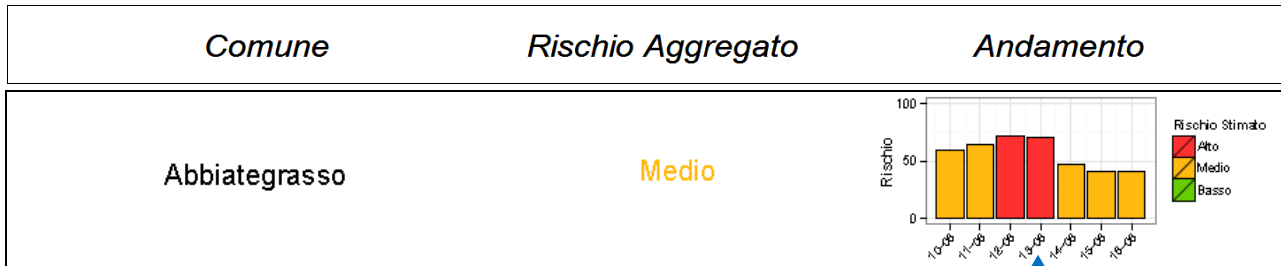 Comune Rischio Aggregato Andamento
Abbiategrasso Medio
Rischio
100
50
0
10-06 11-06 12-06 13-06 14-06 15-06 16-06
Rischio Stimato
Alto
Medio
Basso